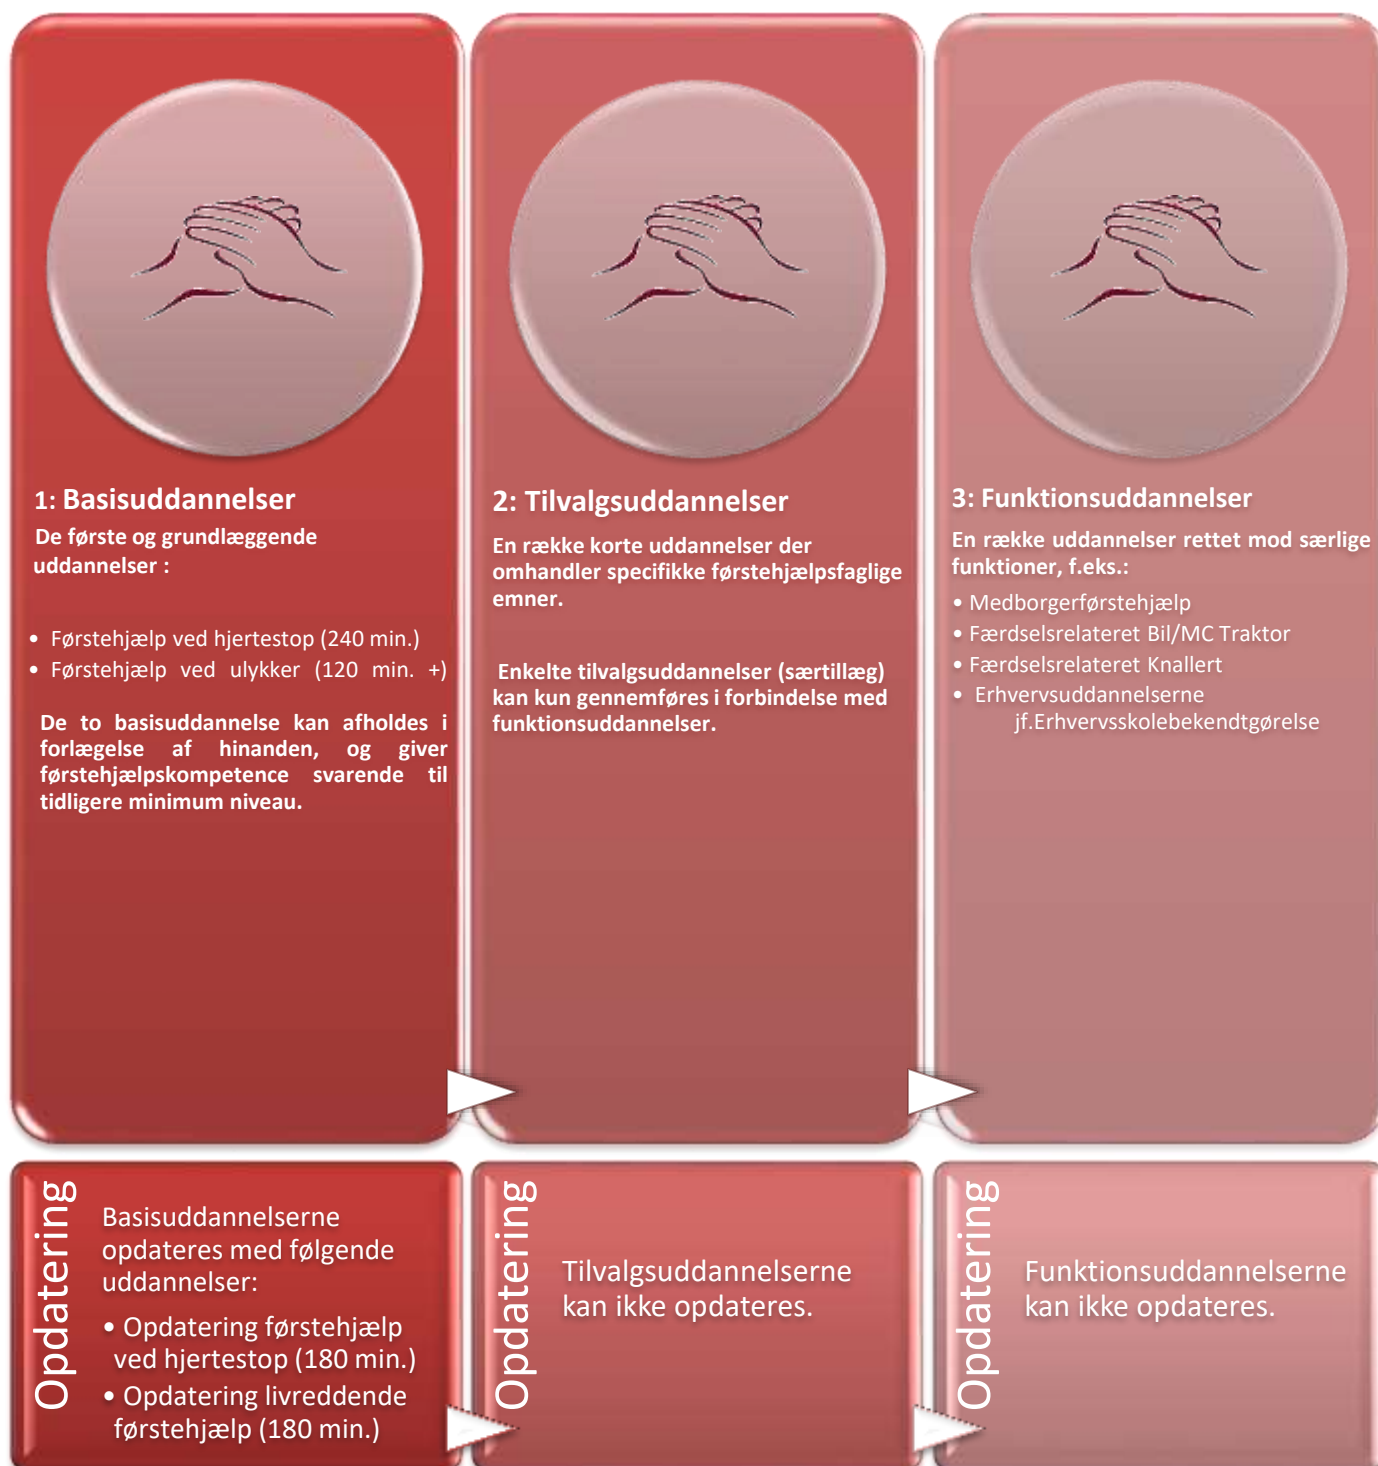 1: Basisuddannelser
De første og grundlæggende
uddannelser :
• Førstehjælp ved hjertestop (240 min.)
• Førstehjælp ved ulykker (120 min. +)
De to basisuddannelse kan afholdes i
forlægelse af hinanden, og giver
førstehjælpskompetence svarende til
tidligere minimum niveau.
2: Tilvalgsuddannelser
En række korte uddannelser der
omhandler specifikke førstehjælpsfaglige
emner.
Enkelte tilvalgsuddannelser (særtillæg)
kan kun gennemføres i forbindelse med
funktionsuddannelser.
3: Funktionsuddannelser
En række uddannelser rettet mod særlige
funktioner, f.eks.:
• Medborgerførstehjælp
• Færdselsrelateret Bil/MC Traktor
• Færdselsrelateret Knallert
• Erhvervsuddannelserne
jf.Erhvervsskolebekendtgørelse
Opdatering
Basisuddannelserne
opdateres med følgende
uddannelser:
• Opdatering førstehjælp
ved hjertestop (180 min.)
• Opdatering livreddende
førstehjælp (180 min.)
Opdatering
Tilvalgsuddannelserne
kan ikke opdateres.
Opdatering
Funktionsuddannelserne
kan ikke opdateres.